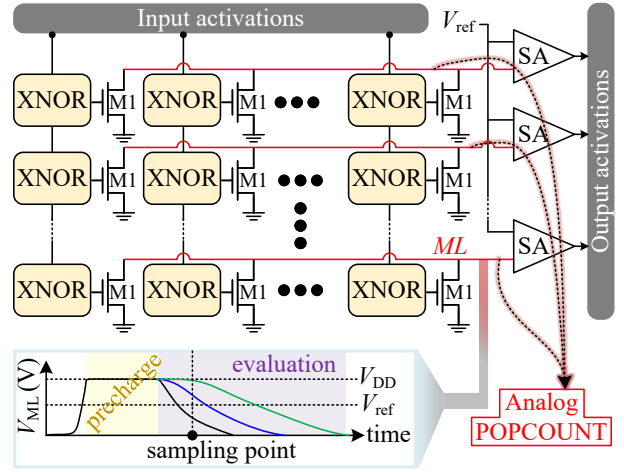 Input activations
V_ref
SA
XNOR M1 XNOR M1 XNOR M1
SA
XNOR M1 XNOR M1 XNOR M1
ML
SA
XNOR M1 XNOR M1 XNOR M1
Output activations
V_ML (V)
precharge
evaluation
V_DD
V_ref
time
sampling point
Analog
POPCOUNT